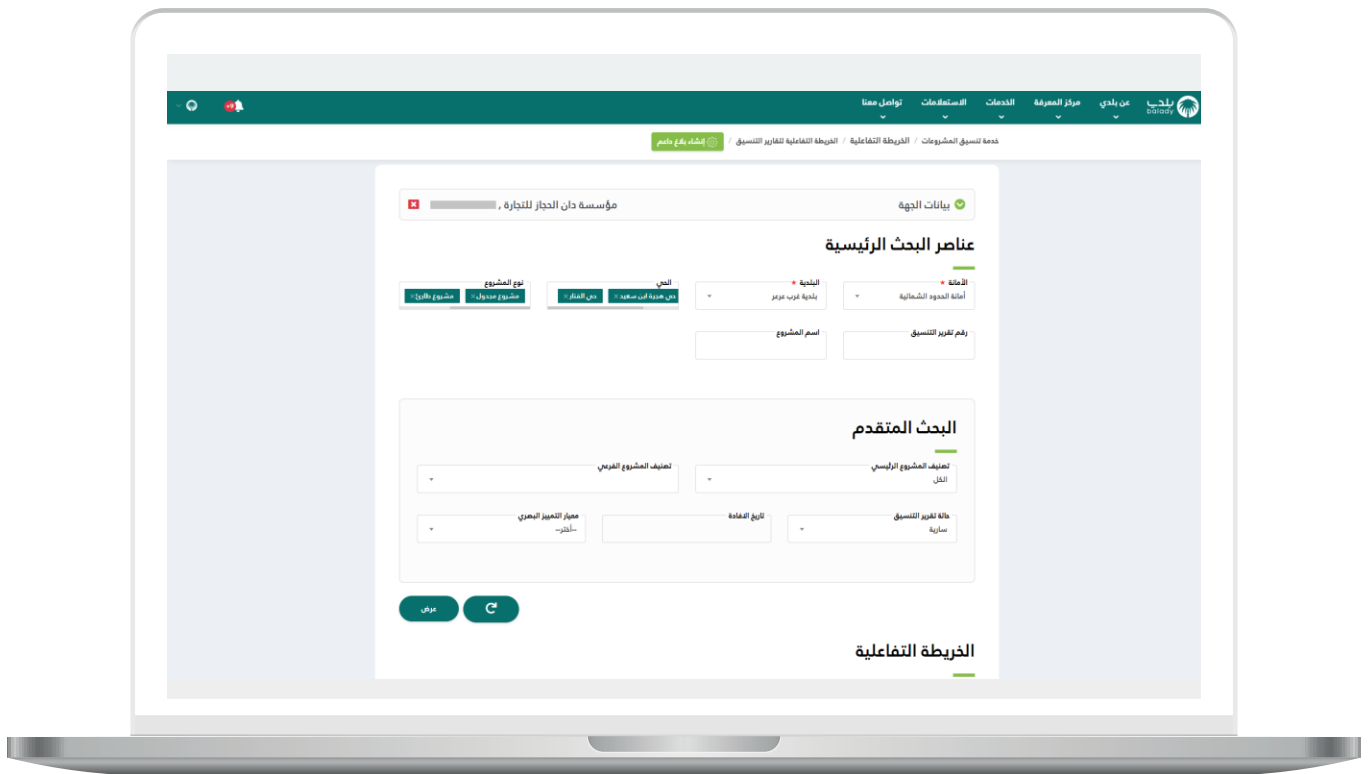 بلدي
balady
عن بلدي
مركز المعرفة
الخدمات
الاستعلامات
تواصل معنا
+9
خدمة تنسيق المشروعات / الخريطة التفاعلية / الخريطة التفاعلية لتقارير التنسيق /
إنشاء بلاغ داعم
بيانات الجهة
مؤسسة دان الحجاز للتجارة ,
عناصر البحث الرئيسية
الأمانة *
أمانة الحدود الشمالية
البلدية *
بلدية غرب عرعر
الحي
حي هجرة ابن سعيد ×
حي المنار ×
نوع المشروع
مشروع مجدول ×
مشروع طارئ ×
رقم تقرير التنسيق
اسم المشروع
البحث المتقدم
تصنيف المشروع الرئيسي
الكل
تصنيف المشروع الفرعي
حالة تقرير التنسيق
سارية
تاريخ الافادة
معيار التمييز البصري
--أختر--
عرض
الخريطة التفاعلية